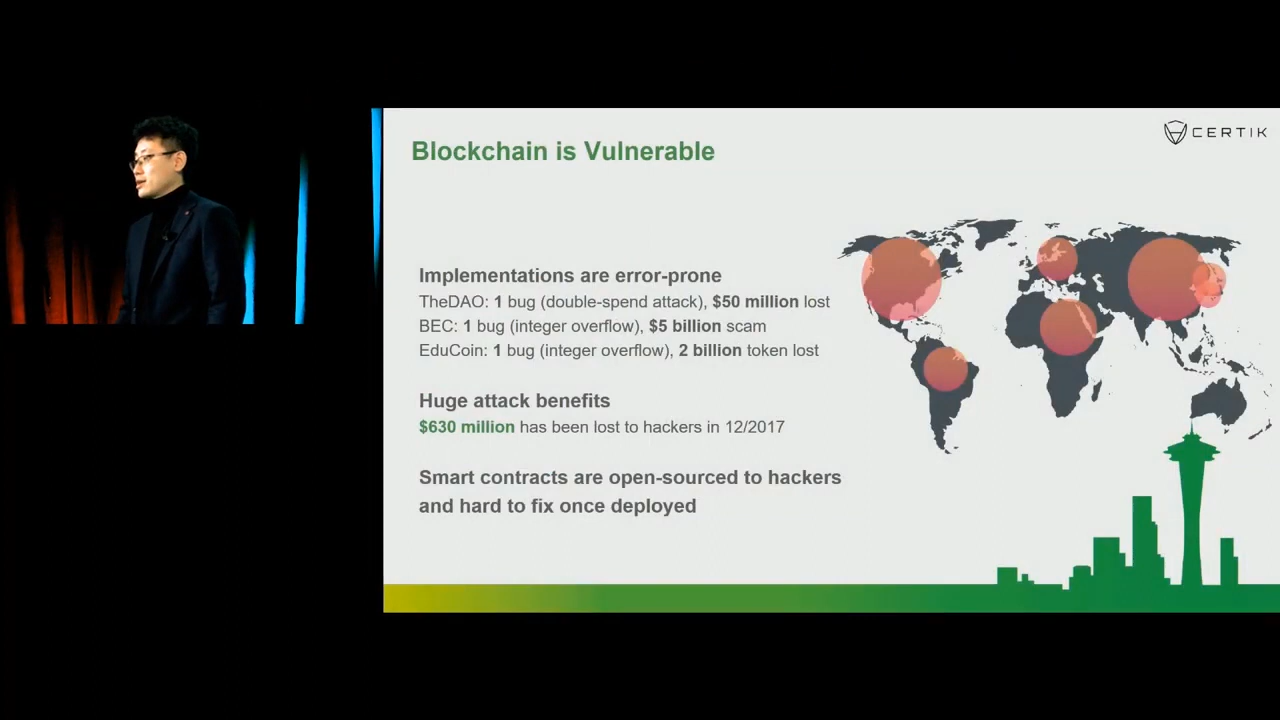 Blockchain is Vulnerable
CERTIK
Implementations are error-prone
TheDAO: 1 bug (double-spend attack), $50 million lost
BEC: 1 bug (integer overflow), $5 billion scam
EduCoin: 1 bug (integer overflow), 2 billion token lost
Huge attack benefits
$630 million has been lost to hackers in 12/2017
Smart contracts are open-sourced to hackers
and hard to fix once deployed